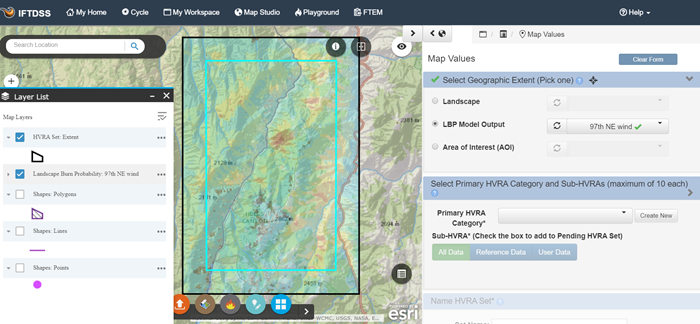 IFTDSS
My Home
Cycle
My Workspace
Map Studio
Playground
FTEM
Help
Search Location
Layer List
Map Layers
HVRA Set: Extent
Landscape Burn Probability: 97th NE wind
Shapes: Polygons
Shapes: Lines
Shapes: Points
2381 m
2129 m
2694 m
2459 m
WCMC, USGS, NASA, E...
POWERED BY
esri
Map Values
Map Values
Clear Form
Select Geographic Extent (Pick one)
Landscape
LBP Model Output
97th NE wind
Area of Interest (AOI)
Select Primary HVRA Category and Sub-HVRAs (maximum of 10 each)
Primary HVRA
Category*
Create New
Sub-HVRA* (Check the box to add to Pending HVRA Set)
All Data
Reference Data
User Data
Name HVRA Set*
Set Name: